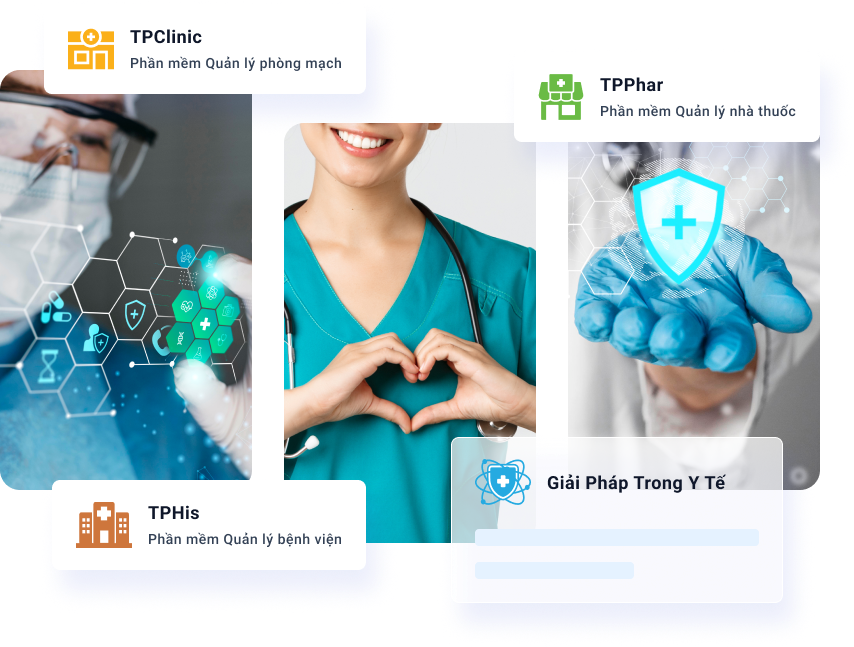 TPClinic
Phần mềm Quản lý phòng mạch
TPPhar
Phần mềm Quản lý nhà thuốc
TPHis
Phần mềm Quản lý bệnh viện
Giải Pháp Trong Y Tế